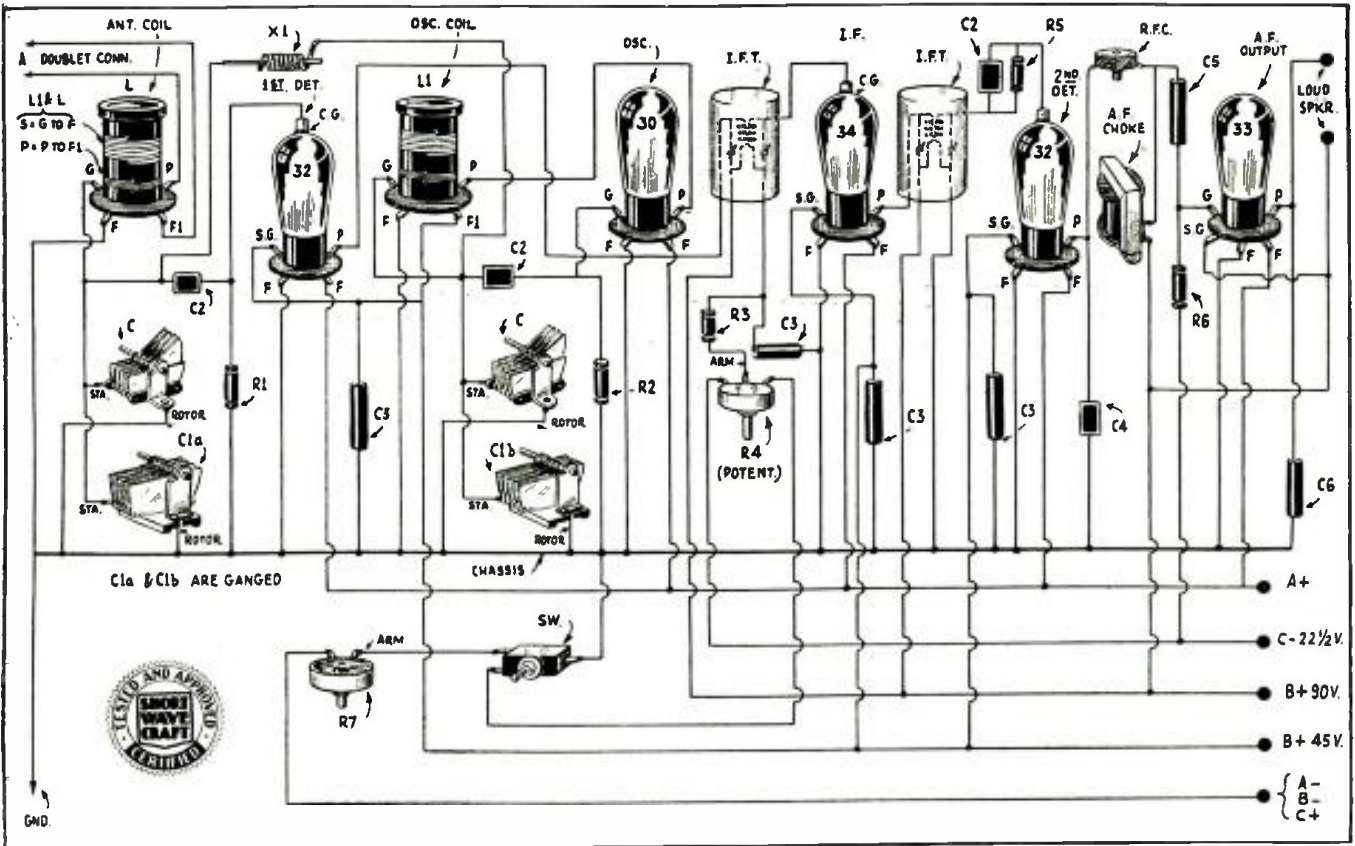 ANT. COIL
X1
OSC. COIL
A DOUBLET CONN.
L
L1 & L
S = G TO F
P = P TO F1
G
P
F
F1
1ST. DET.
C.G.
32
S.G.
P
F
F
L1
G
P
F
F1
OSC.
30
G
P
F
F
I.F.T.
I.F.
C.G.
34
S.G.
P
F
F
I.F.T.
C2
R5
2ND. DET.
32
S.G.
P
F
F
R.F.C.
A.F. CHOKE
C5
A.F. OUTPUT
33
G
P
S.G
F
F
LOUD SPKR.
C2
C2
R3
C3
R6
ARM
C
STA.
ROTOR
R1
C3
C
STA.
ROTOR
R2
R4
(POTENT.)
C3
C3
C4
C1a
STA.
ROTOR
C1b
STA.
ROTOR
C6
CHASSIS
C1a & C1b ARE GANGED
A+
SW.
ARM
C-22 1/2 V.
R7
B+90V.
B+45V.
A-
B-
C+
GND.
TESTED AND APPROVED
SHORT
WAVE
CRAFT
CERTIFIED